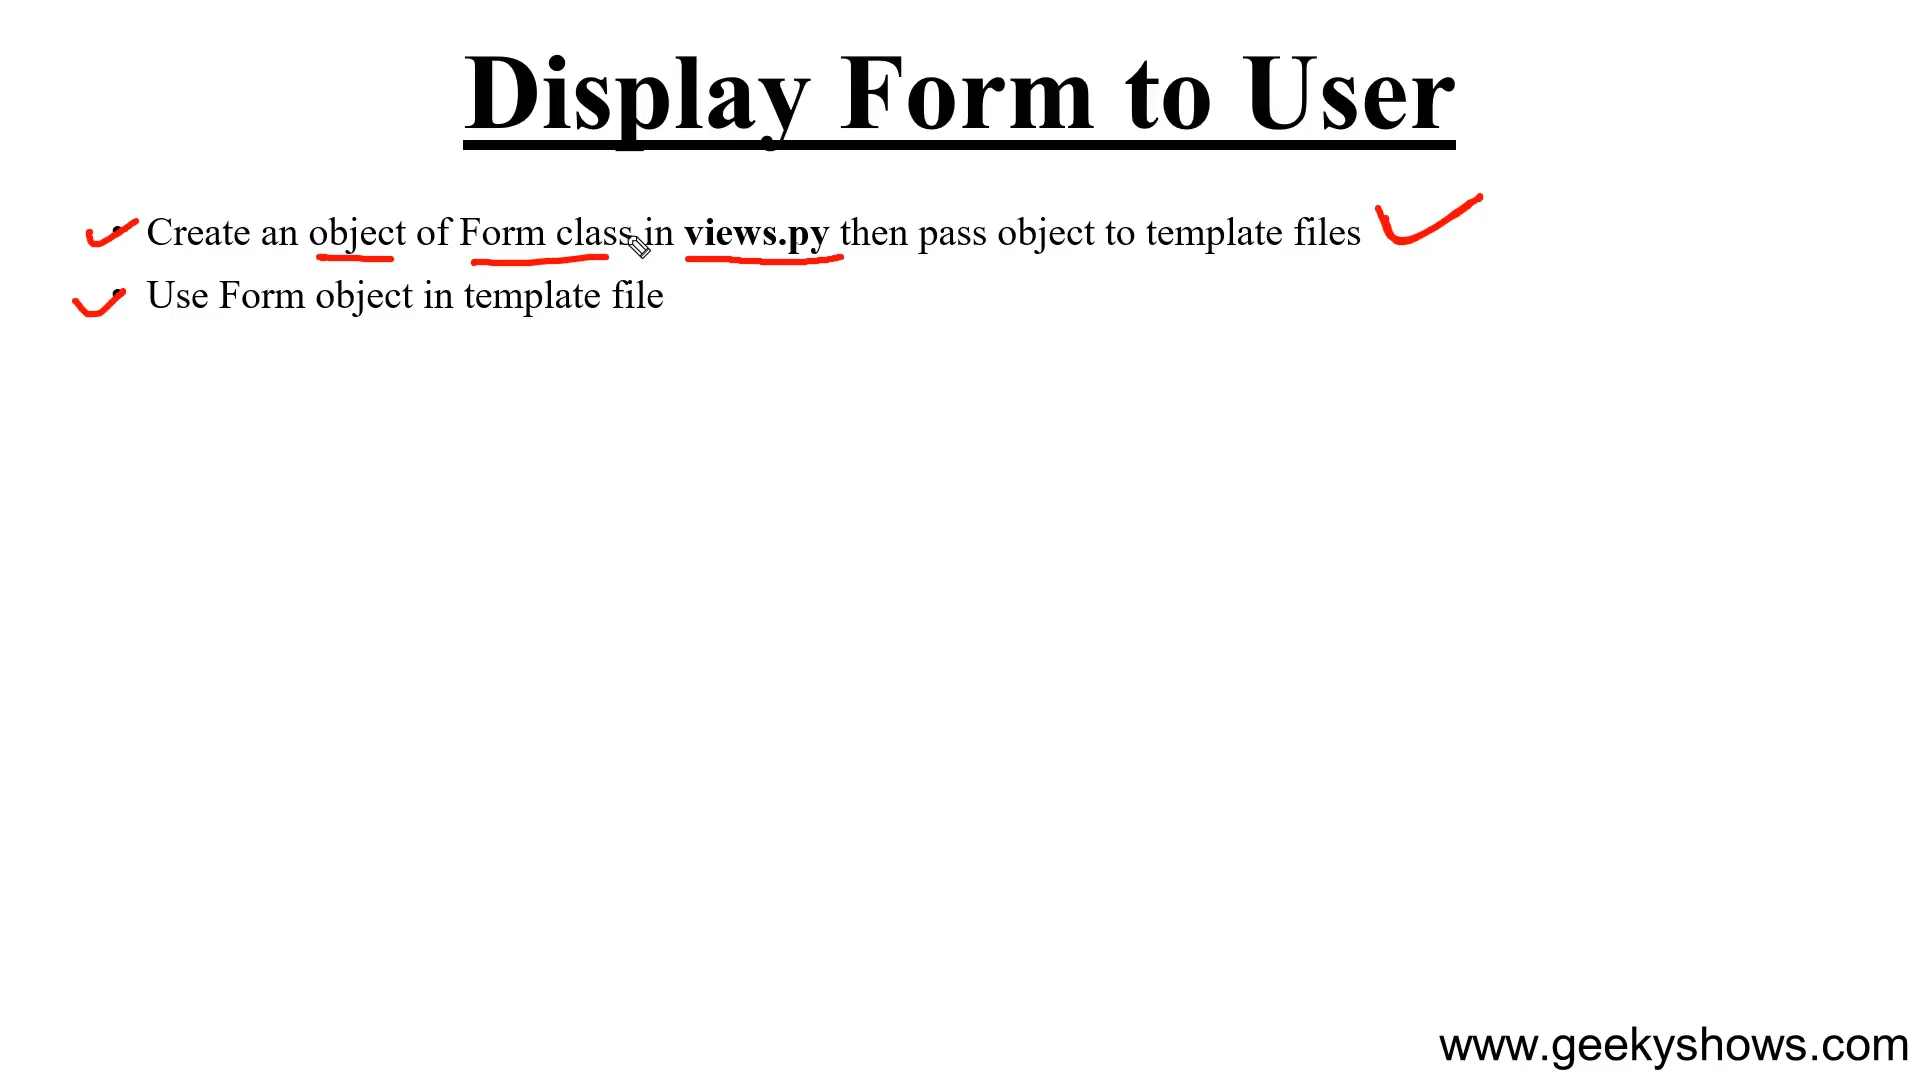 Display Form to User
• Create an object of Form class in views.py then pass object to template files
• Use Form object in template file
www.geekyshows.com